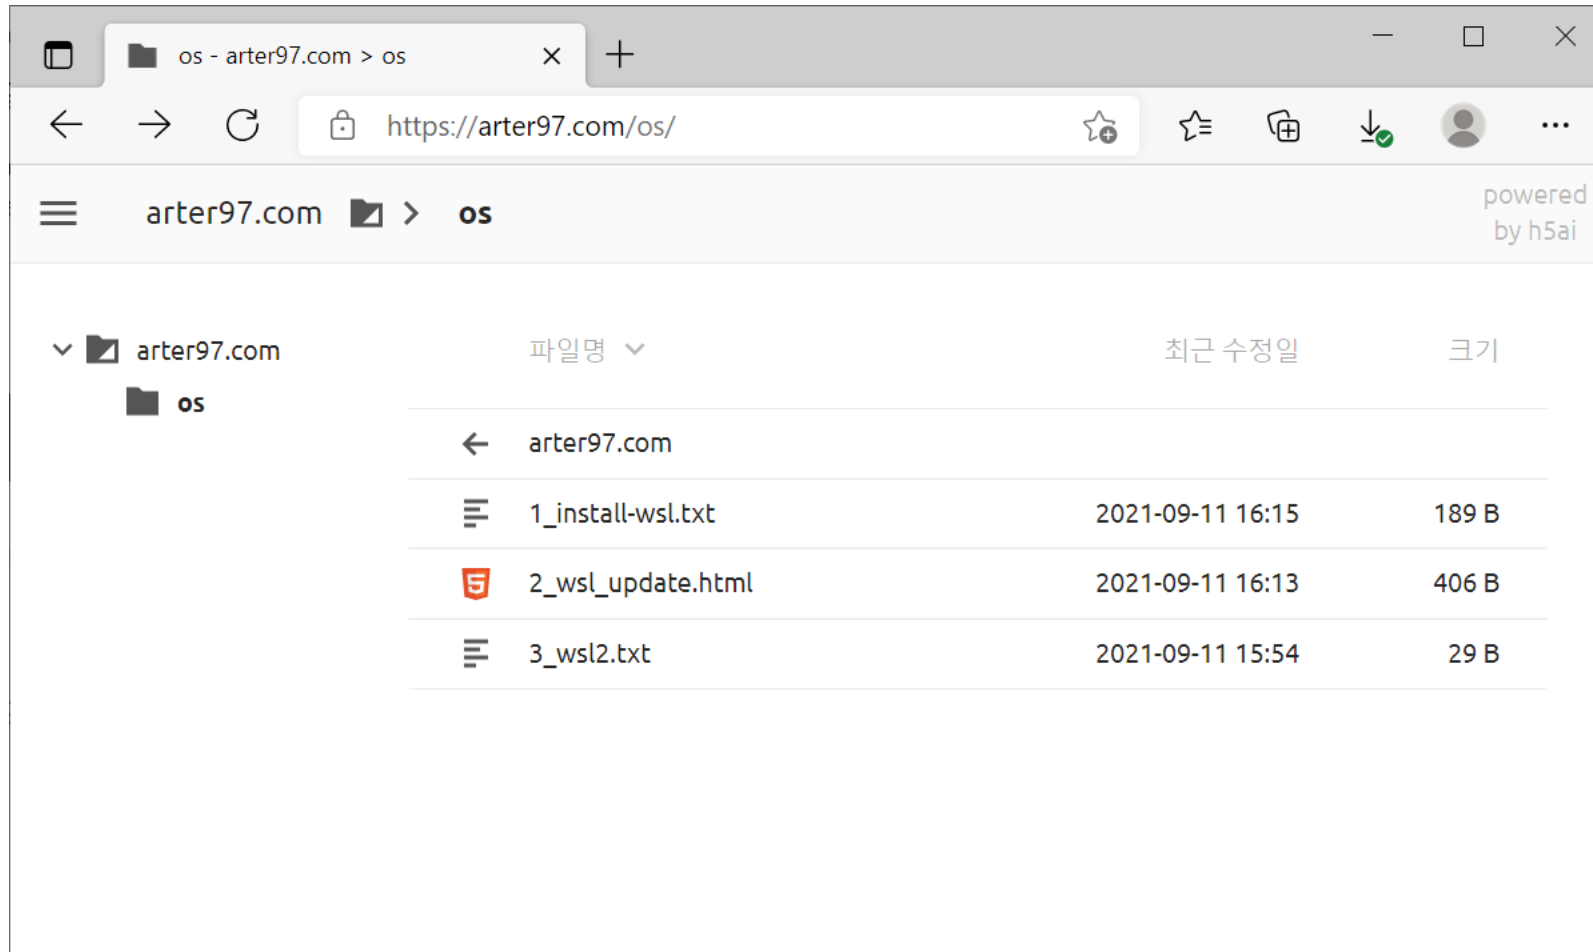 os - arter97.com > os
https://arter97.com/os/
arter97.com > os
powered
by h5ai
arter97.com
os
파일명 최근 수정일 크기
arter97.com
1_install-wsl.txt 2021-09-11 16:15 189 B
2_wsl_update.html 2021-09-11 16:13 406 B
3_wsl2.txt 2021-09-11 15:54 29 B